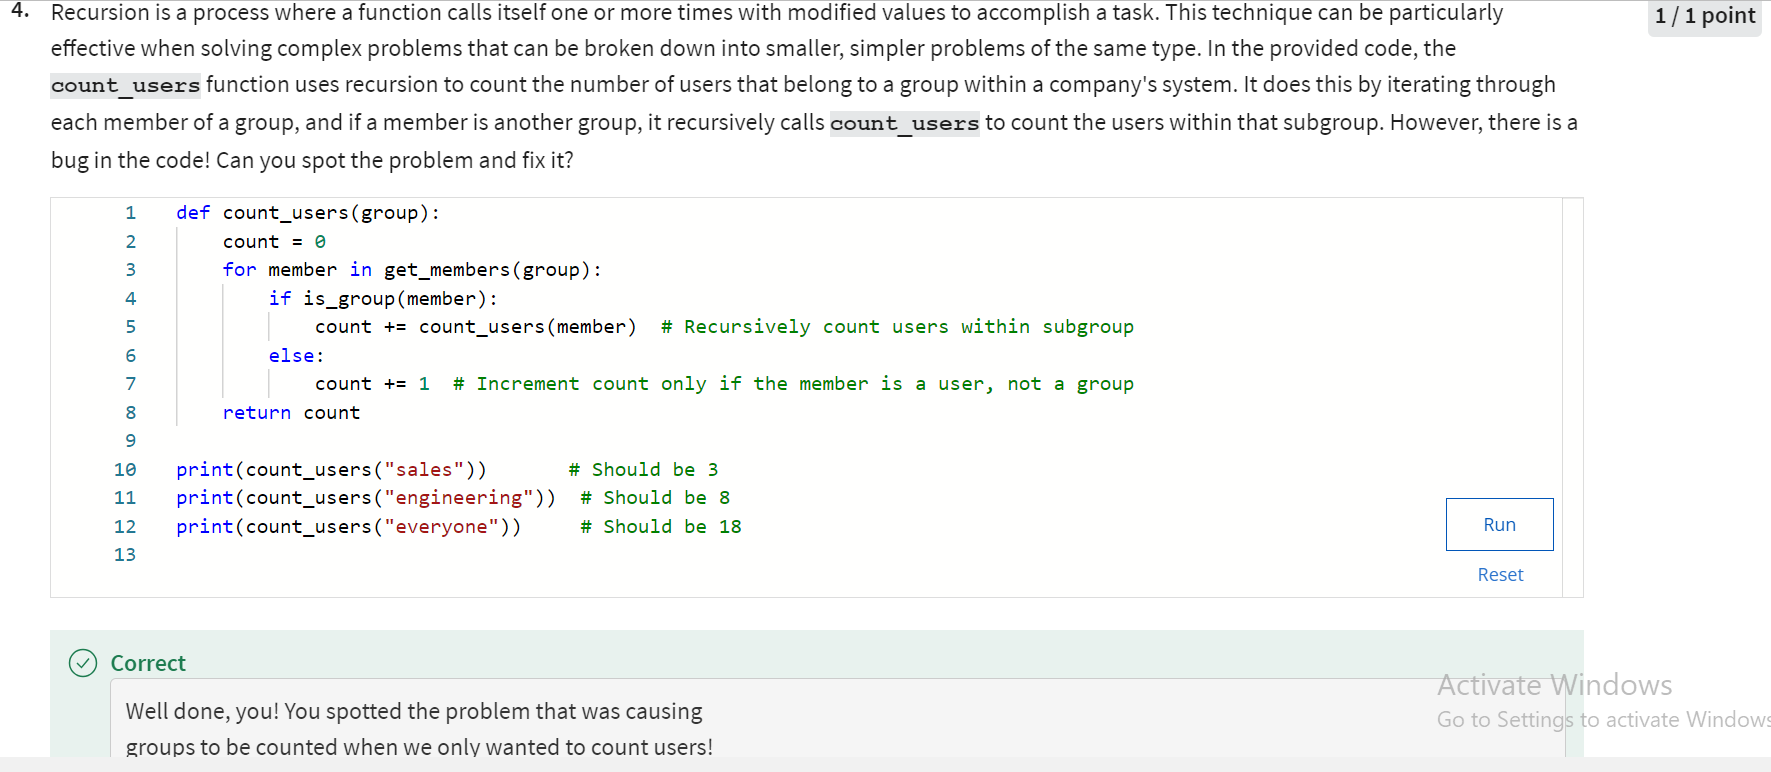 4. Recursion is a process where a function calls itself one or more times with modified values to accomplish a task. This technique can be particularly
1 / 1 point
effective when solving complex problems that can be broken down into smaller, simpler problems of the same type. In the provided code, the
count_users function uses recursion to count the number of users that belong to a group within a company's system. It does this by iterating through
each member of a group, and if a member is another group, it recursively calls count_users to count the users within that subgroup. However, there is a
bug in the code! Can you spot the problem and fix it?
1 def count_users(group):
2     count = 0
3     for member in get_members(group):
4         if is_group(member):
5             count += count_users(member)  # Recursively count users within subgroup
6         else:
7             count += 1  # Increment count only if the member is a user, not a group
8     return count
9
10 print(count_users("sales"))       # Should be 3
11 print(count_users("engineering"))  # Should be 8
12 print(count_users("everyone"))     # Should be 18
13
Run
Reset
Correct
Well done, you! You spotted the problem that was causing
groups to be counted when we only wanted to count users!
Activate Windows
Go to Settings to activate Windows